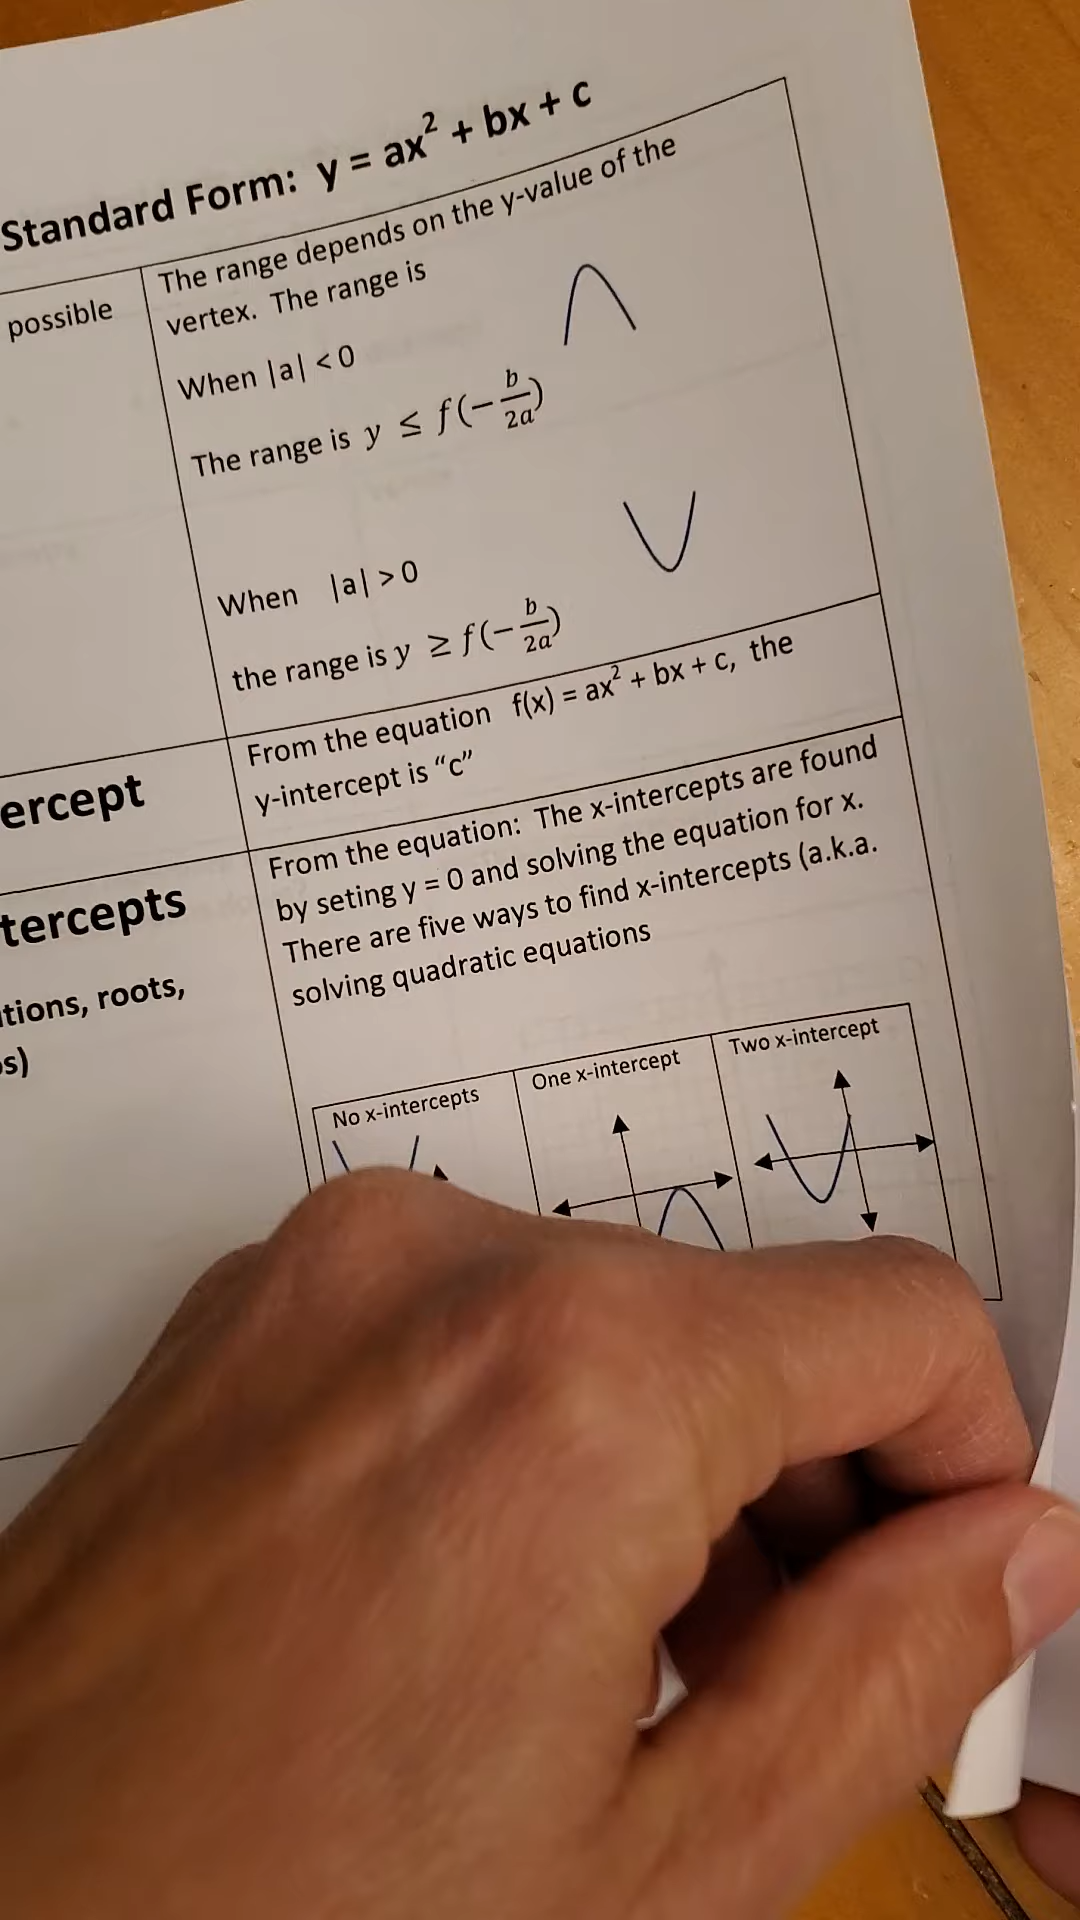 Standard Form: y = ax² + bx + c
possible
The range depends on the y-value of the
vertex. The range is
When |a| < 0
The range is y ≤ f(−b/2a)
When |a| > 0
the range is y ≥ f(−b/2a)
ercept
From the equation f(x) = ax² + bx + c, the
y-intercept is “c”
tercepts
tions, roots,
s)
From the equation: The x-intercepts are found
by seting y = 0 and solving the equation for x.
There are five ways to find x-intercepts (a.k.a.
solving quadratic equations
No x-intercepts
One x-intercept
Two x-intercept